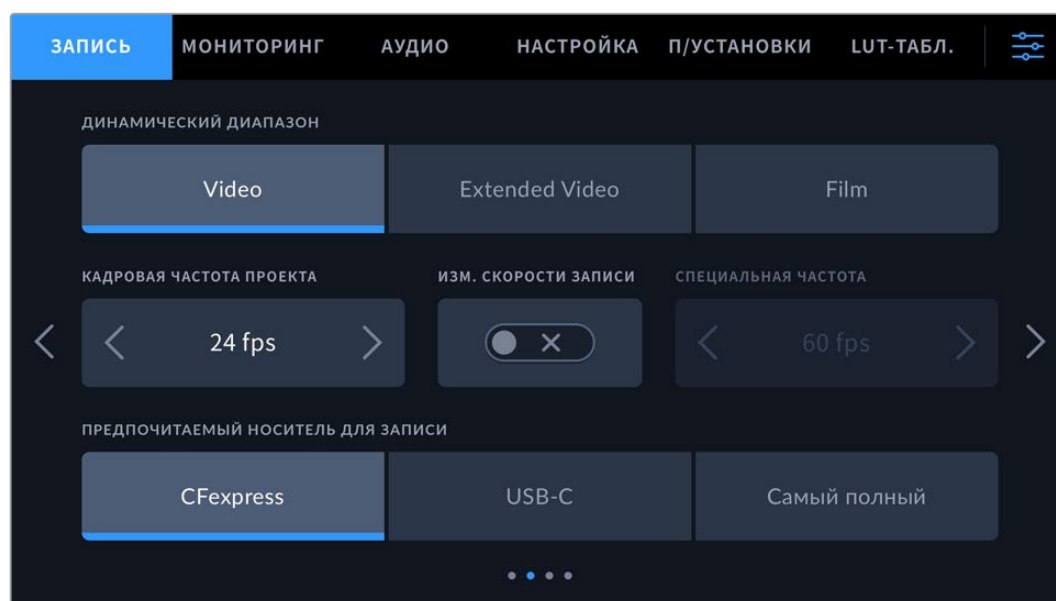 ЗАПИСЬ МОНИТОРИНГ АУДИО НАСТРОЙКА П/УСТАНОВКИ LUT-ТАБЛ.
ДИНАМИЧЕСКИЙ ДИАПАЗОН
Video Extended Video Film
КАДРОВАЯ ЧАСТОТА ПРОЕКТА ИЗМ. СКОРОСТИ ЗАПИСИ СПЕЦИАЛЬНАЯ ЧАСТОТА
24 fps 60 fps
ПРЕДПОЧИТАЕМЫЙ НОСИТЕЛЬ ДЛЯ ЗАПИСИ
CFexpress USB-C Самый полный